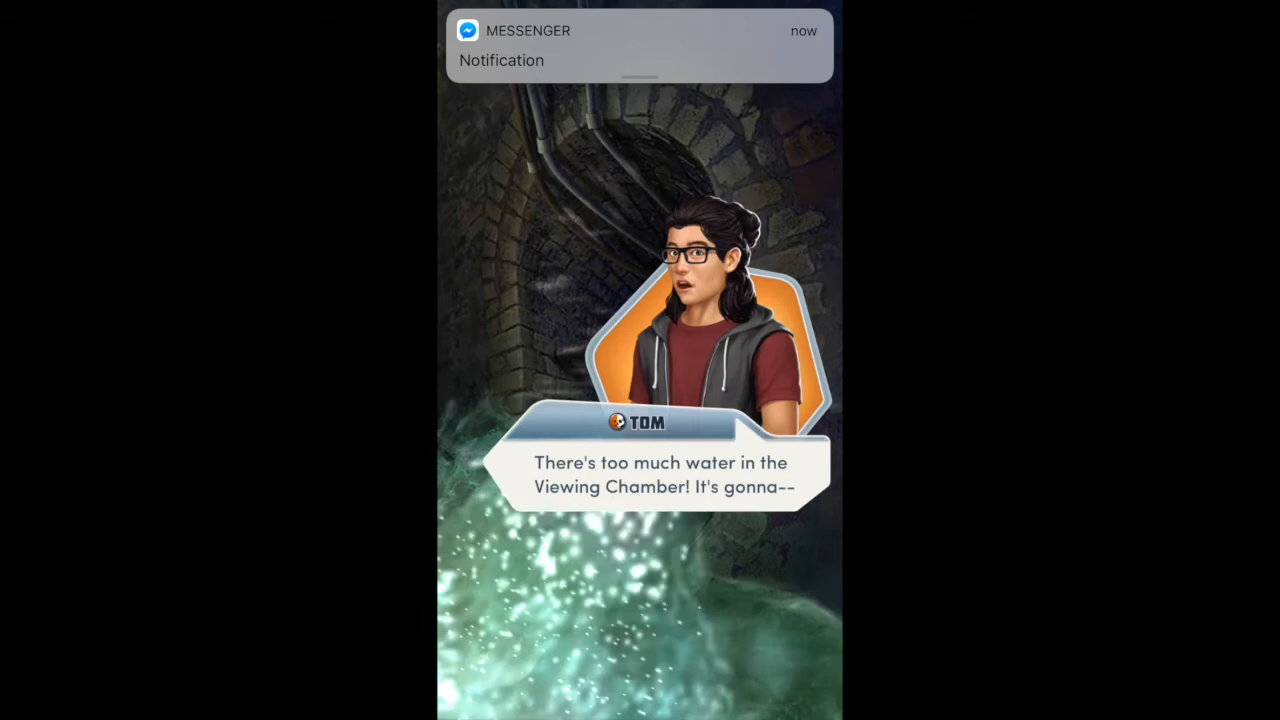 MESSENGER now
Notification
TOM
There's too much water in the
Viewing Chamber! It's gonna--